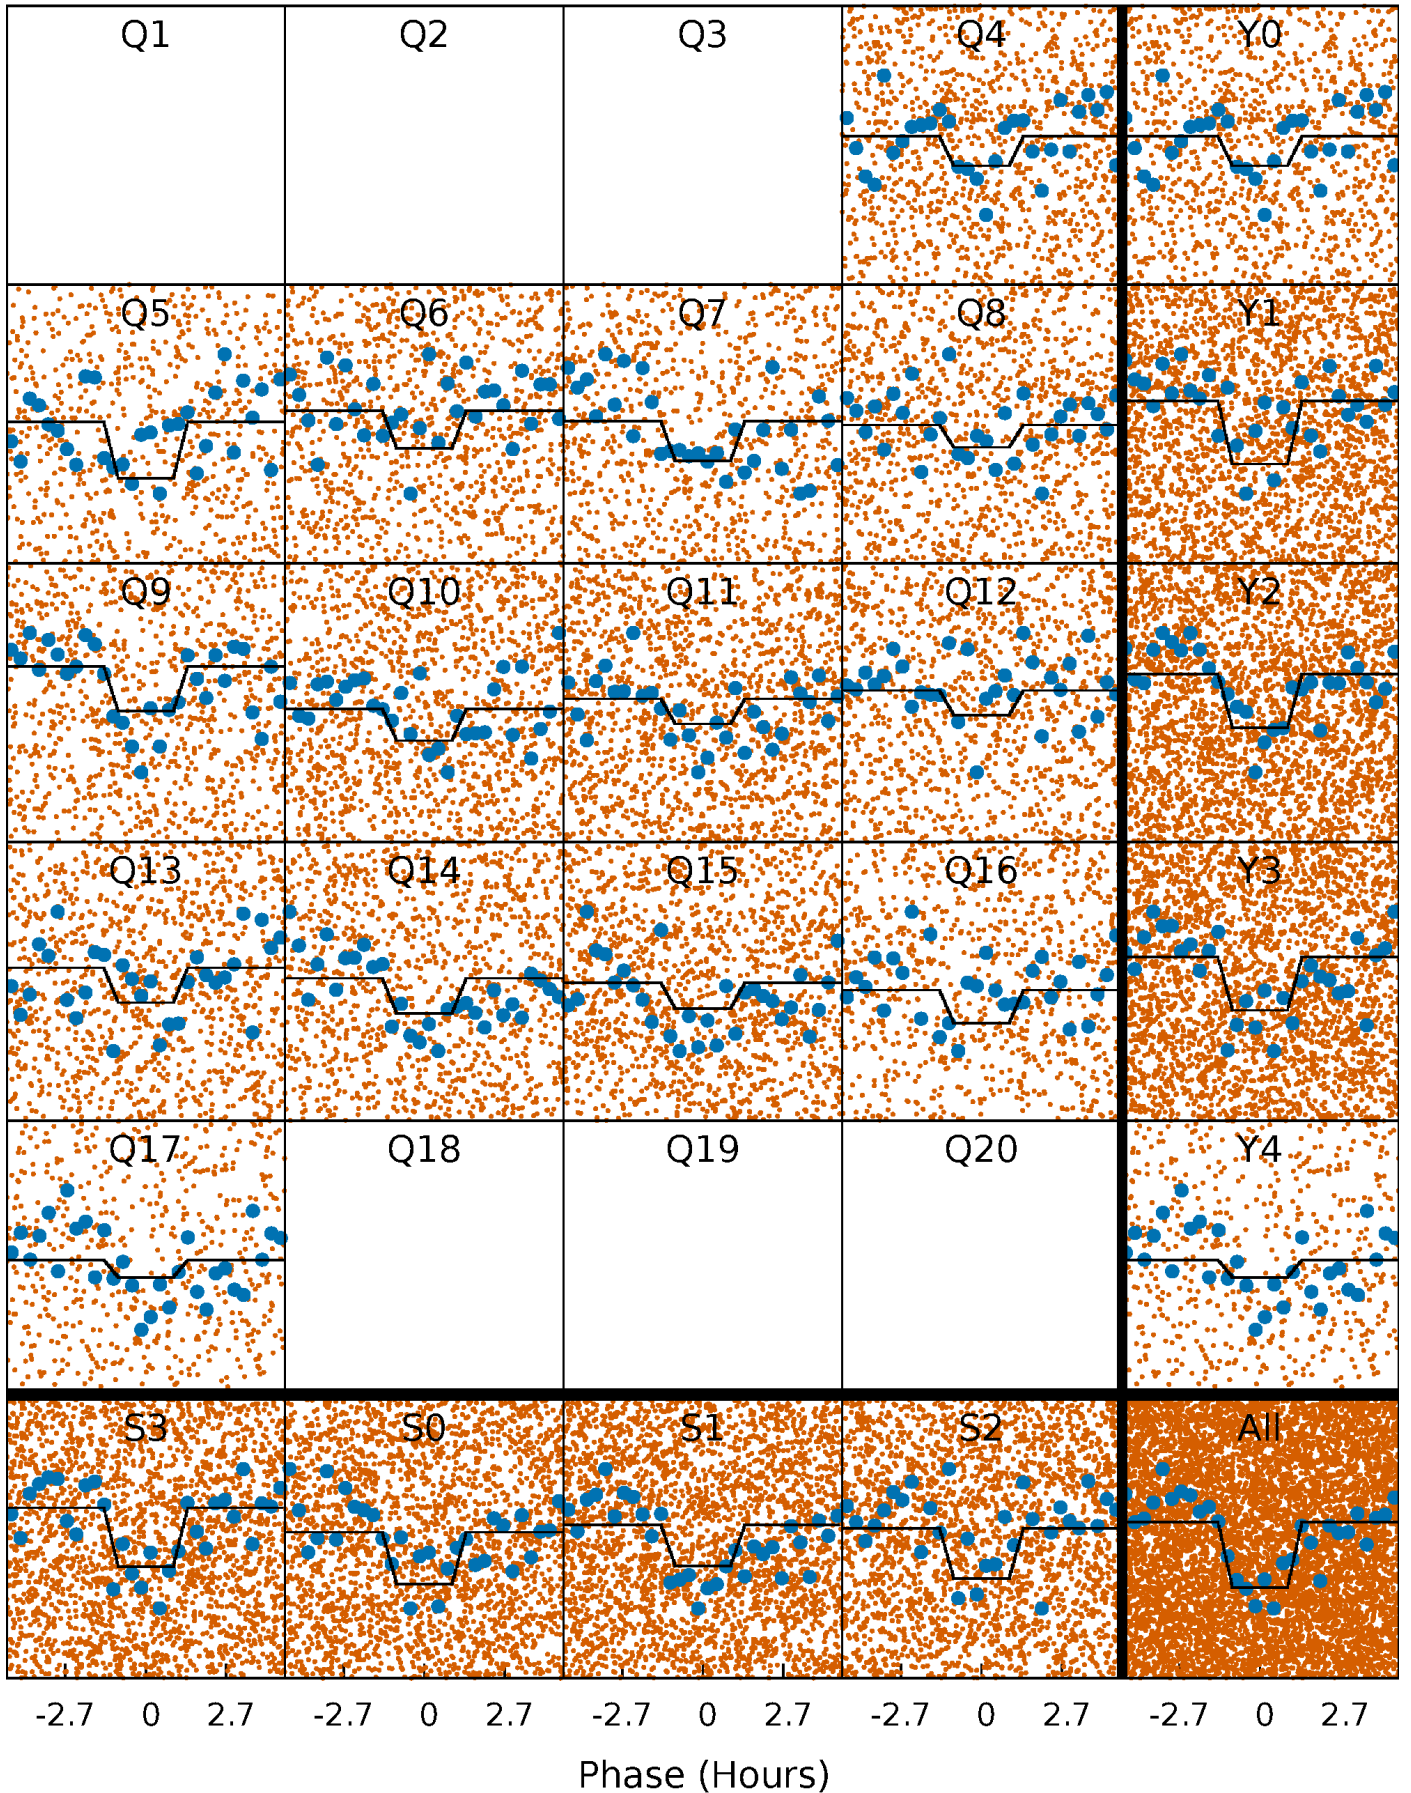 Q1 Q2 Q3 Q4 Y0
Q5 Q6 Q7 Q8 Y1
Q9 Q10 Q11 Q12 Y2
Q13 Q14 Q15 Q16 Y3
Q17 Q18 Q19 Q20 Y4
S3 S0 S1 S2 All
-2.7 0 2.7 -2.7 0 2.7 -2.7 0 2.7 -2.7 0 2.7 -2.7 0 2.7
Phase (Hours)